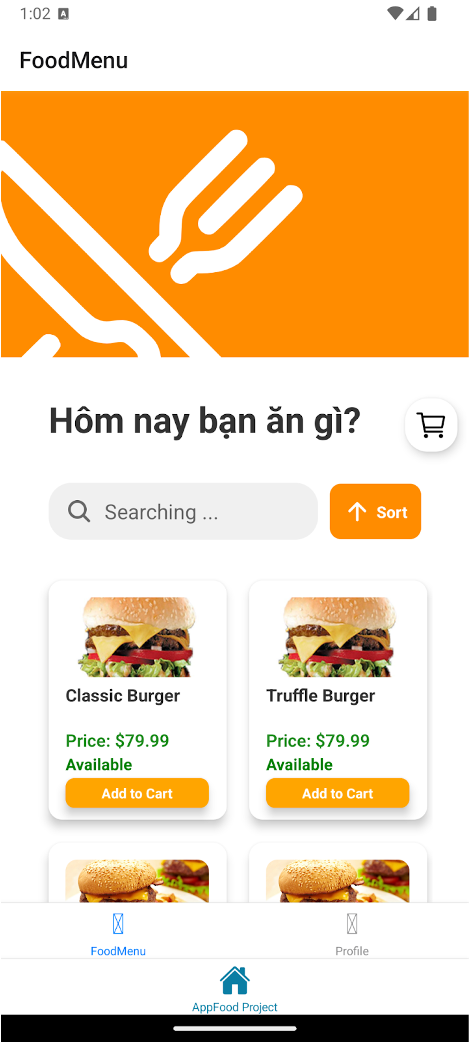 1:02 A
FoodMenu
Hôm nay bạn ăn gì?
Searching ...
Sort
Classic Burger
Truffle Burger
Price: $79.99
Price: $79.99
Available
Available
Add to Cart
Add to Cart
FoodMenu
Profile
AppFood Project